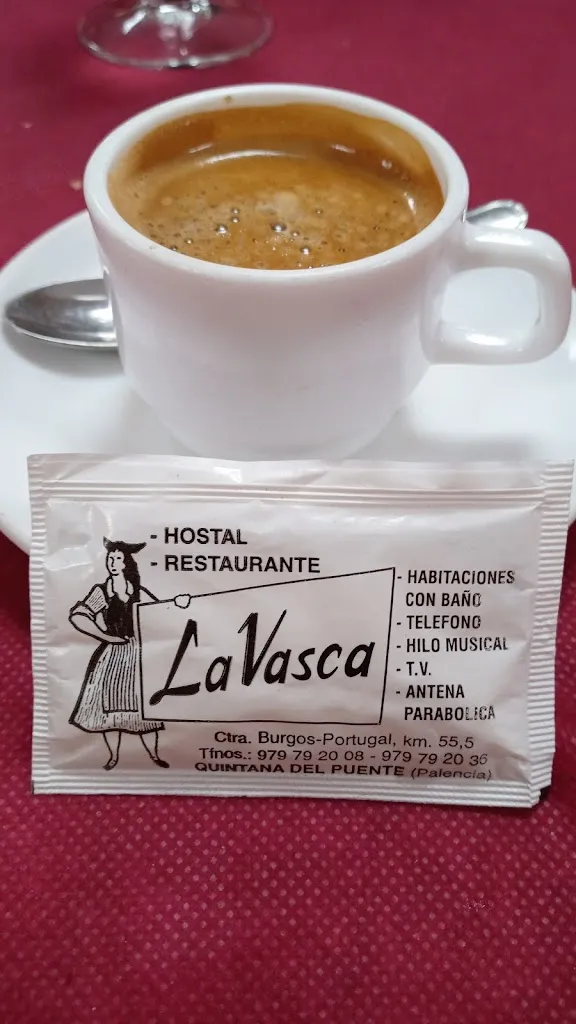 - HOSTAL
- RESTAURANTE
La Vasca
- HABITACIONES
CON BAÑO
- TELEFONO
- HILO MUSICAL
- T.V.
- ANTENA
PARABOLICA
Ctra. Burgos-Portugal, km. 55,5
Tfnos.: 979 79 20 08 - 979 79 20 36
QUINTANA DEL PUENTE (Palencia)